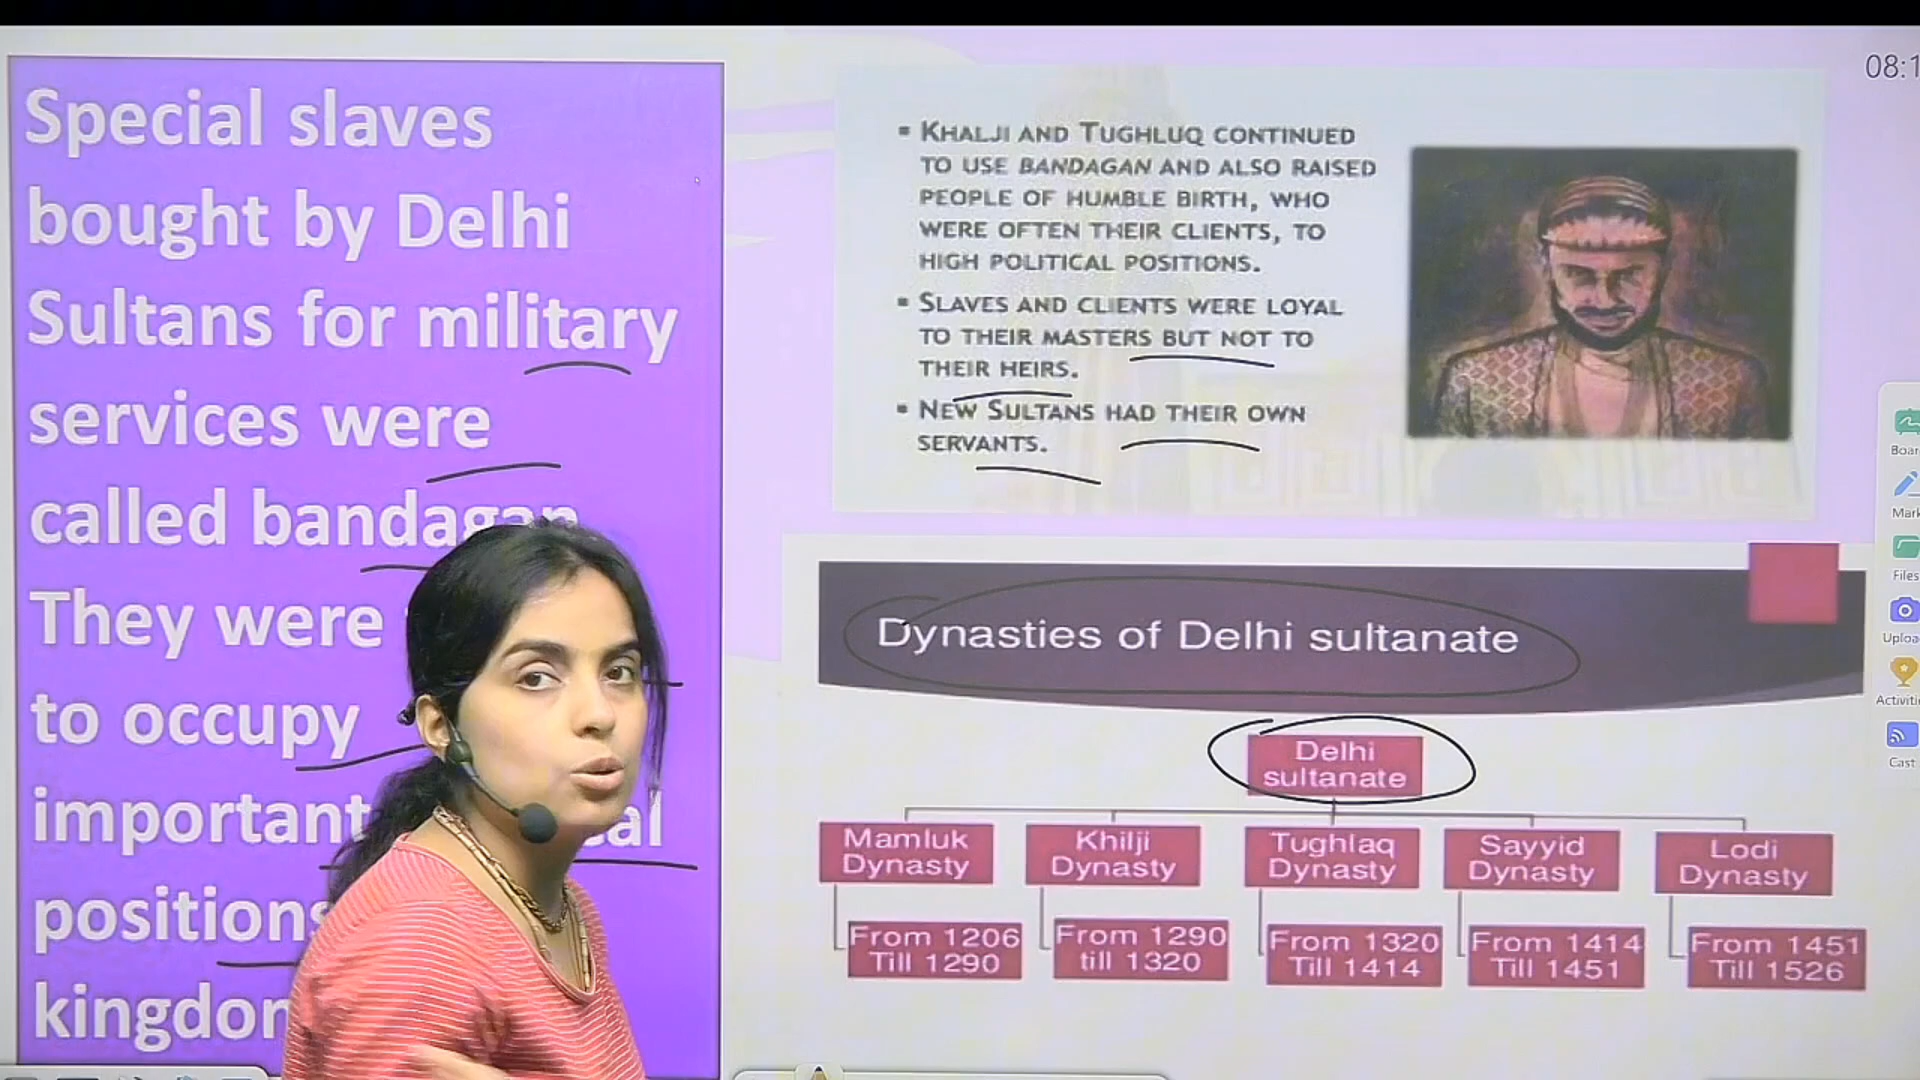 Special slaves
bought by Delhi
Sultans for military
services were
called bandagan
They were
to occupy
important
positions
08:1
▪ KHALJI AND TUGHLUQ CONTINUED
TO USE BANDAGAN AND ALSO RAISED
PEOPLE OF HUMBLE BIRTH, WHO
WERE OFTEN THEIR CLIENTS, TO
HIGH POLITICAL POSITIONS.
▪ SLAVES AND CLIENTS WERE LOYAL
TO THEIR MASTERS BUT NOT TO
THEIR HEIRS.
▪ NEW SULTANS HAD THEIR OWN
SERVANTS.
Dynasties of Delhi sultanate
Delhi
sultanate
Mamluk
Dynasty
Khilji
Dynasty
Tughlaq
Dynasty
Sayyid
Dynasty
Lodi
Dynasty
From 1206
Till 1290
From 1290
till 1320
From 1320
Till 1414
From 1414
Till 1451
From 1451
Till 1526
Files
Cast